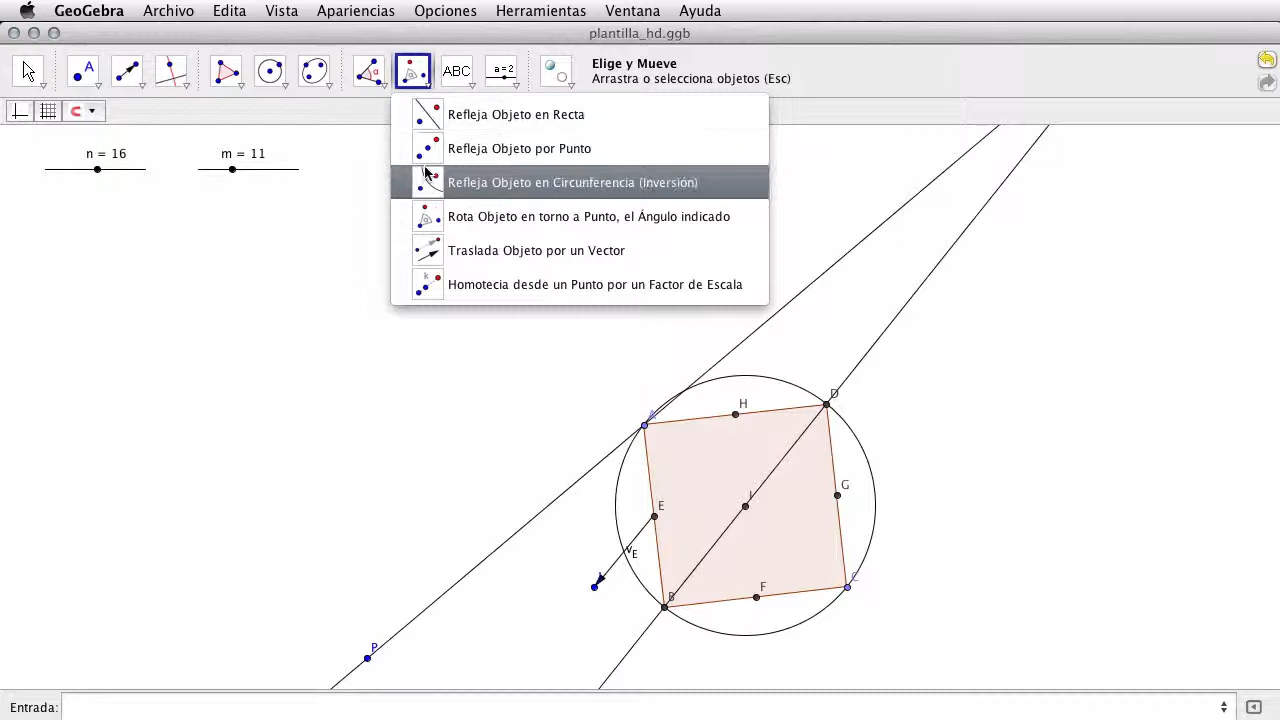 GeoGebra Archivo Edita Vista Apariencias Opciones Herramientas Ventana Ayuda
plantilla_hd.ggb
A α ABC a = 2
Elige y Mueve
Arrastra o selecciona objetos (Esc)
n = 16 m = 11
Refleja Objeto en Recta
Refleja Objeto por Punto
Refleja Objeto en Circunferencia (Inversión)
Rota Objeto en torno a Punto, el Ángulo indicado
Traslada Objeto por un Vector
k
Homotecia desde un Punto por un Factor de Escala
D
H
A
G
E
vE
C
F
B
P
Entrada: